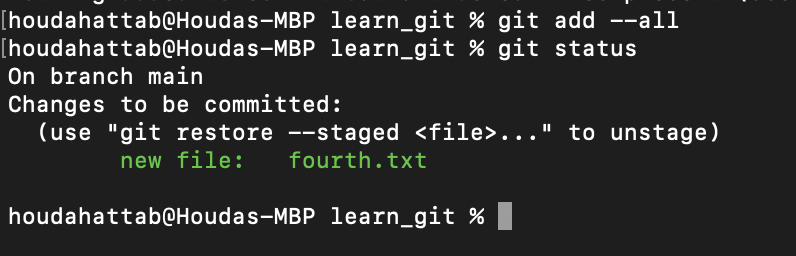 [houdahattab@Houdas-MBP learn_git % git add --all
[houdahattab@Houdas-MBP learn_git % git status
On branch main
Changes to be committed:
  (use "git restore --staged <file>..." to unstage)
        new file:   fourth.txt
houdahattab@Houdas-MBP learn_git %